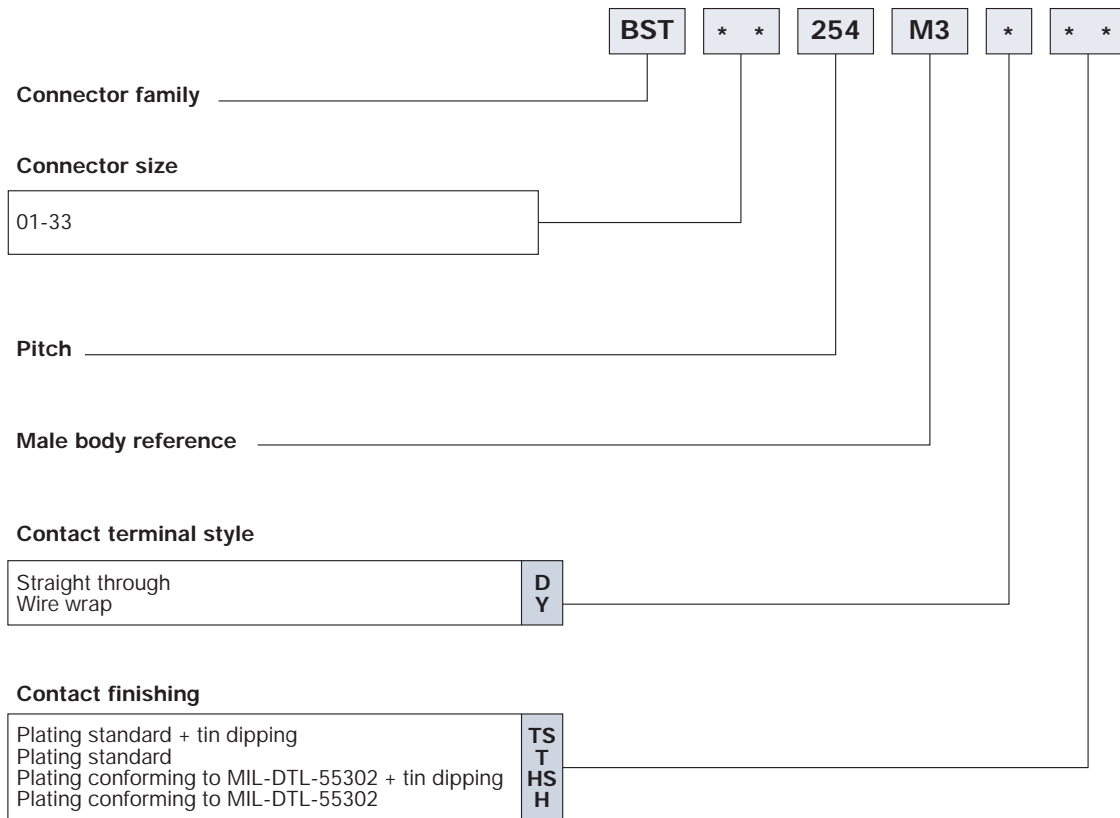 BST * * 254 M3 * * *
Connector family
Connector size
01-33
Pitch
Male body reference
Contact terminal style
Straight through D
Wire wrap Y
Contact finishing
Plating standard + tin dipping TS
Plating standard T
Plating conforming to MIL-DTL-55302 + tin dipping HS
Plating conforming to MIL-DTL-55302 H